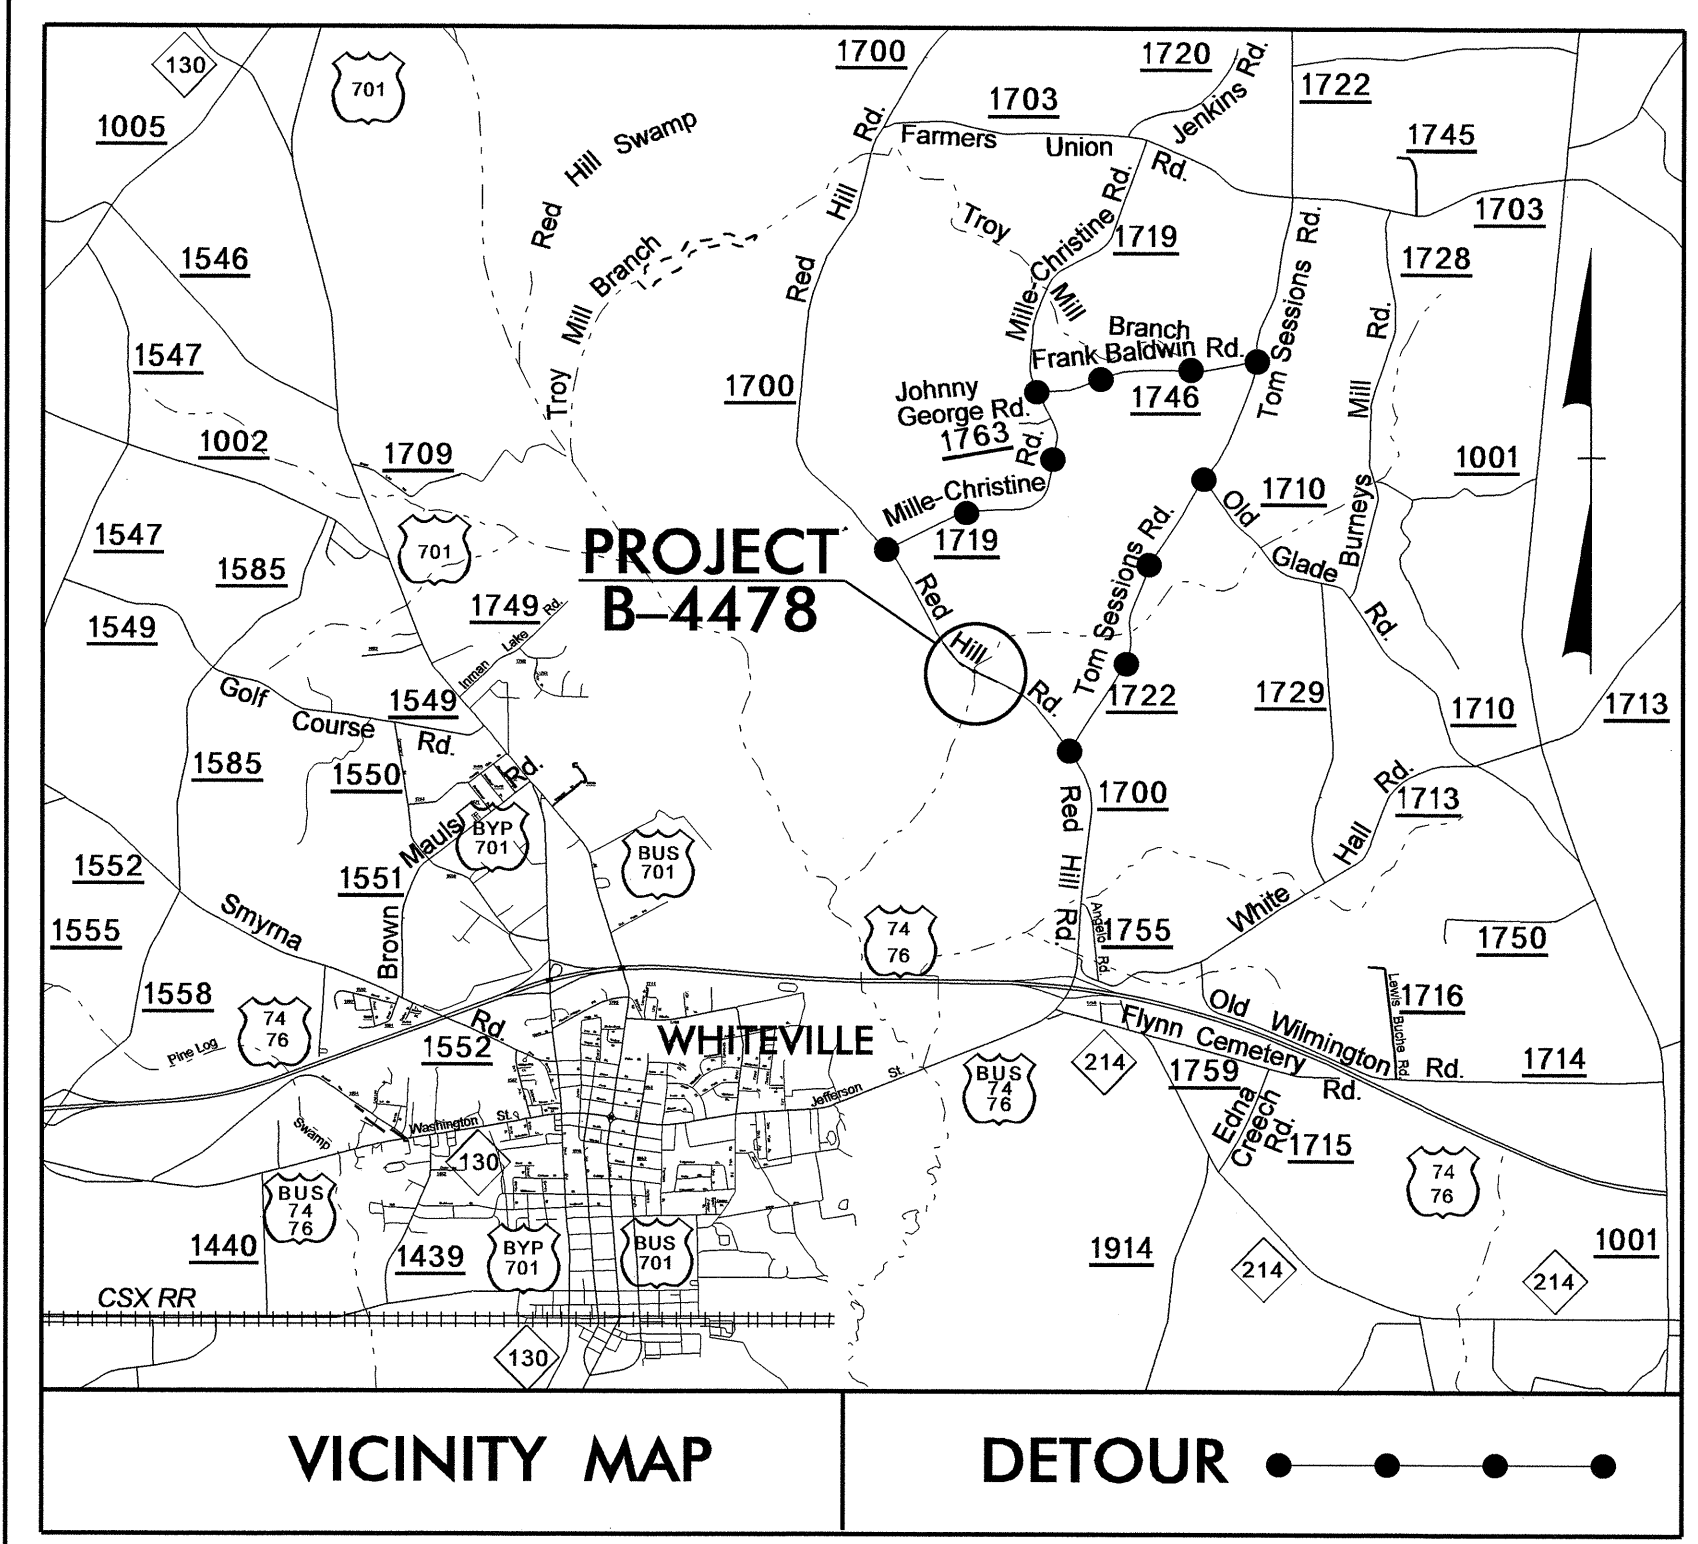 130
701
1005
1700
1720
Jenkins Rd.
1722
1703
1745
Farmers Union Rd.
Red Hill Swamp
Red Hill Rd.
Troy Mill Branch
Mille-Christine Rd.
1719
1703
1546
1728
Troy Mill Branch
Tom Sessions Rd.
Burneys Mill Rd.
1547
Frank Baldwin Rd.
1700
Johnny
George Rd.
1746
1763
1002
1709
1001
Mille-Christine Rd.
1719
Old Glade Rd.
1710
1547
701
PROJECT
B-4478
1585
1749
Inman Lake Rd.
1549
Red Hill Rd.
Tom Sessions Rd.
1722
1729
1710
1713
Golf Course Rd.
1549
1585
1550
Mauls Rd.
BYP
701
BUS
701
1700
Red Hill Rd.
White Hall Rd.
1713
1552
1551
Brown
1555
Smyrna Rd.
74
76
Angelo Rd
1755
1750
1558
74
76
Pine Log
Swamp
1552
WHITEVILLE
Old Wilmington Rd.
1716
Flynn Cemetery Rd.
Lewis Buche Rd
1714
214
BUS
74
76
Jefferson St.
Washington St.
1759
Edna
Creech
Rd.
1715
74
76
130
BUS
74
76
1440
1439
BYP
701
BUS
701
1914
214
214
1001
CSX RR
130
VICINITY MAP
DETOUR